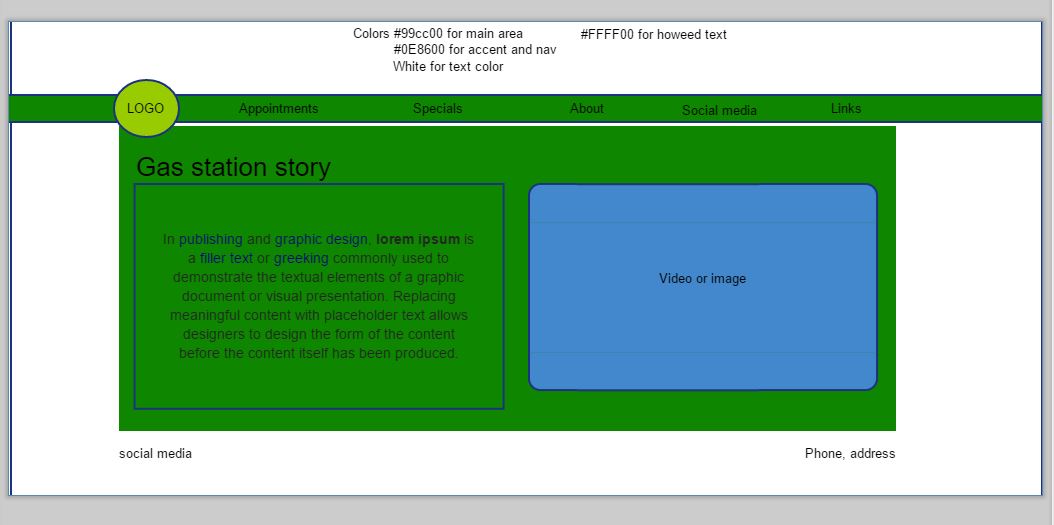 Colors #99cc00 for main area #FFFF00 for howeed text
#0E8600 for accent and nav
White for text color
LOGO Appointments Specials About Social media Links
Gas station story
In publishing and graphic design, lorem ipsum is
a filler text or greeking commonly used to
demonstrate the textual elements of a graphic
document or visual presentation. Replacing
meaningful content with placeholder text allows
designers to design the form of the content
before the content itself has been produced.
Video or image
social media Phone, address